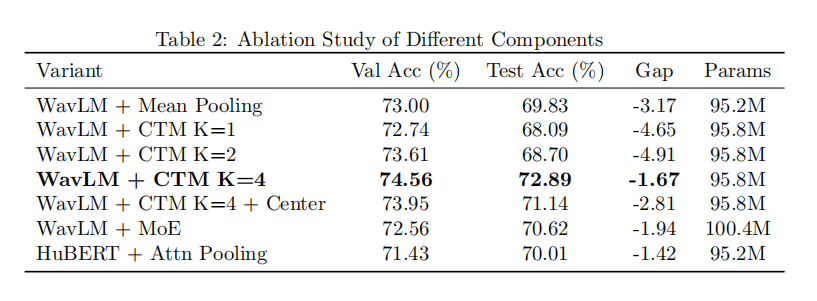 Table 2: Ablation Study of Different Components
Variant Val Acc (%) Test Acc (%) Gap Params
WavLM + Mean Pooling 73.00 69.83 -3.17 95.2M
WavLM + CTM K=1 72.74 68.09 -4.65 95.8M
WavLM + CTM K=2 73.61 68.70 -4.91 95.8M
WavLM + CTM K=4 74.56 72.89 -1.67 95.8M
WavLM + CTM K=4 + Center 73.95 71.14 -2.81 95.8M
WavLM + MoE 72.56 70.62 -1.94 100.4M
HuBERT + Attn Pooling 71.43 70.01 -1.42 95.2M